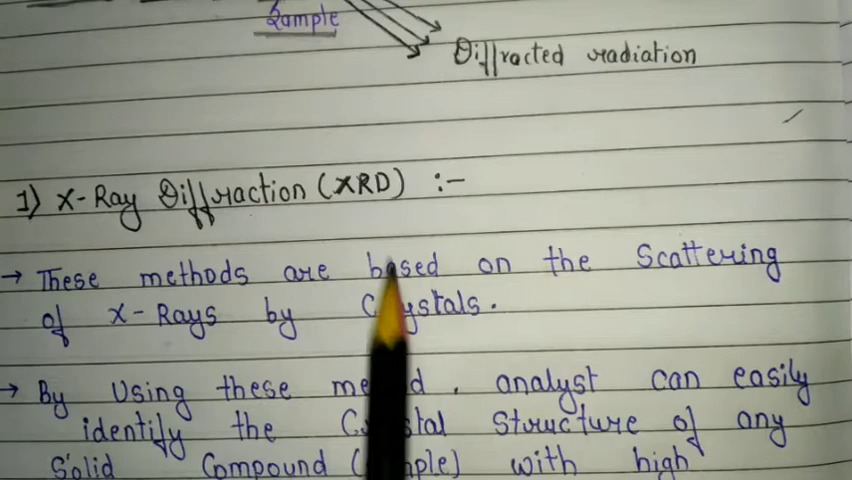 Sample
Diffracted radiation
1) X-Ray Diffraction (XRD) :-
→ These methods are based on the Scattering
of X-Rays by Crystals.
→ By Using these , analyst can easily
identify the Structure of any
Solid Compound with high